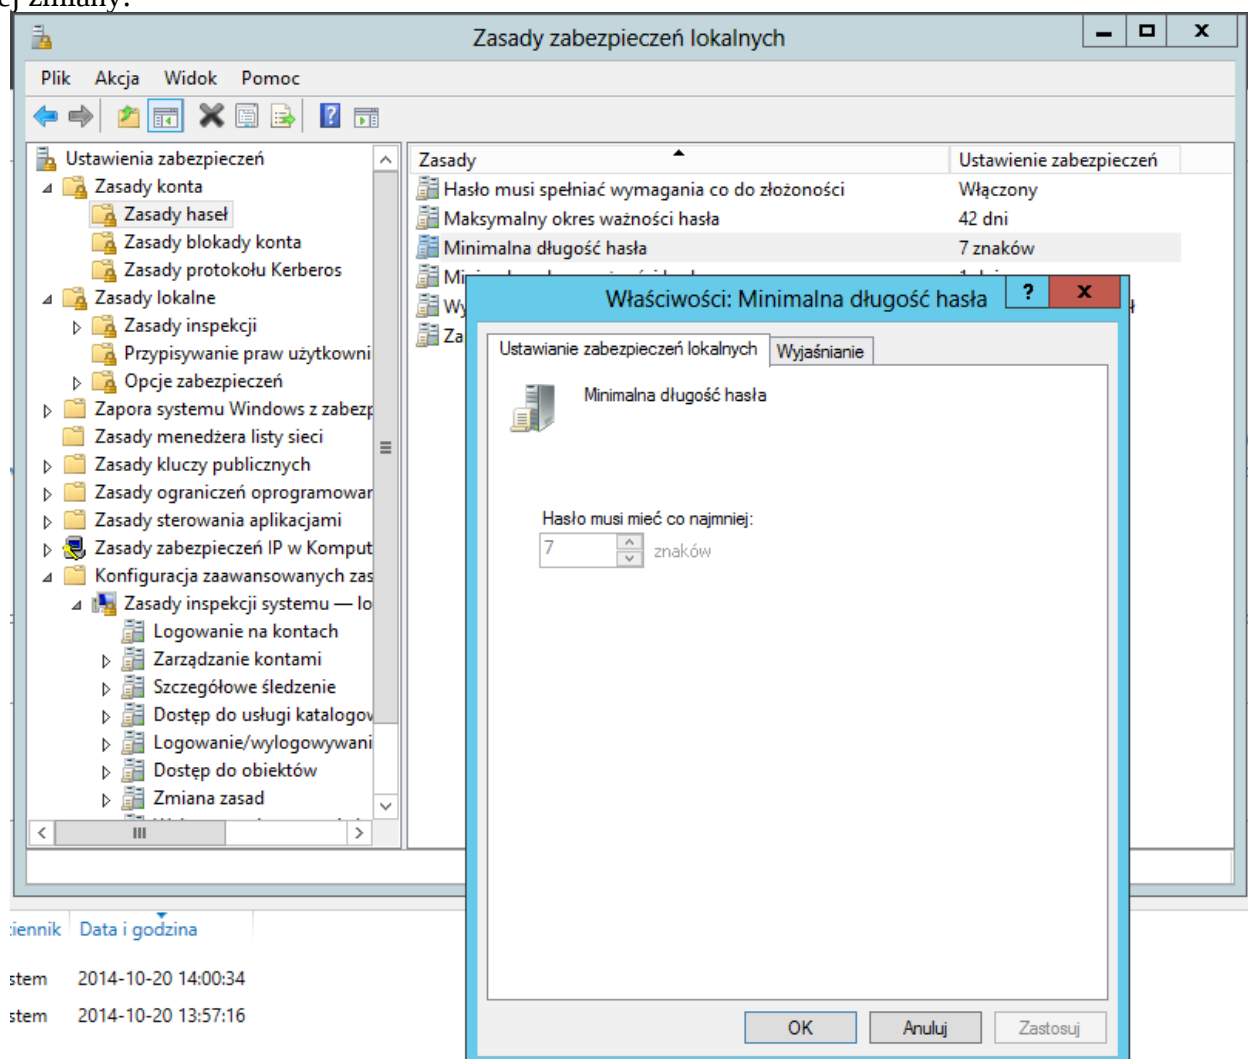 zmiany.
Zasady zabezpieczeń lokalnych
Plik Akcja Widok Pomoc
Ustawienia zabezpieczeń
Zasady konta
Zasady haseł
Zasady blokady konta
Zasady protokołu Kerberos
Zasady lokalne
Zasady inspekcji
Przypisywanie praw użytkowni
Opcje zabezpieczeń
Zapora systemu Windows z zabezp
Zasady menedżera listy sieci
Zasady kluczy publicznych
Zasady ograniczeń oprogramowar
Zasady sterowania aplikacjami
Zasady zabezpieczeń IP w Komput
Konfiguracja zaawansowanych zas
Zasady inspekcji systemu — lo
Logowanie na kontach
Zarządzanie kontami
Szczegółowe śledzenie
Dostęp do usługi katalogov
Logowanie/wylogowywani
Dostęp do obiektów
Zmiana zasad
Zasady Ustawienie zabezpieczeń
Hasło musi spełniać wymagania co do złożoności Włączony
Maksymalny okres ważności hasła 42 dni
Minimalna długość hasła 7 znaków
Mi
Wy
Za
Właściwości: Minimalna długość hasła ? x
Ustawianie zabezpieczeń lokalnych Wyjaśnianie
Minimalna długość hasła
Hasło musi mieć co najmniej:
7 znaków
OK Anuluj Zastosuj
ziennik Data i godzina
stem 2014-10-20 14:00:34
stem 2014-10-20 13:57:16